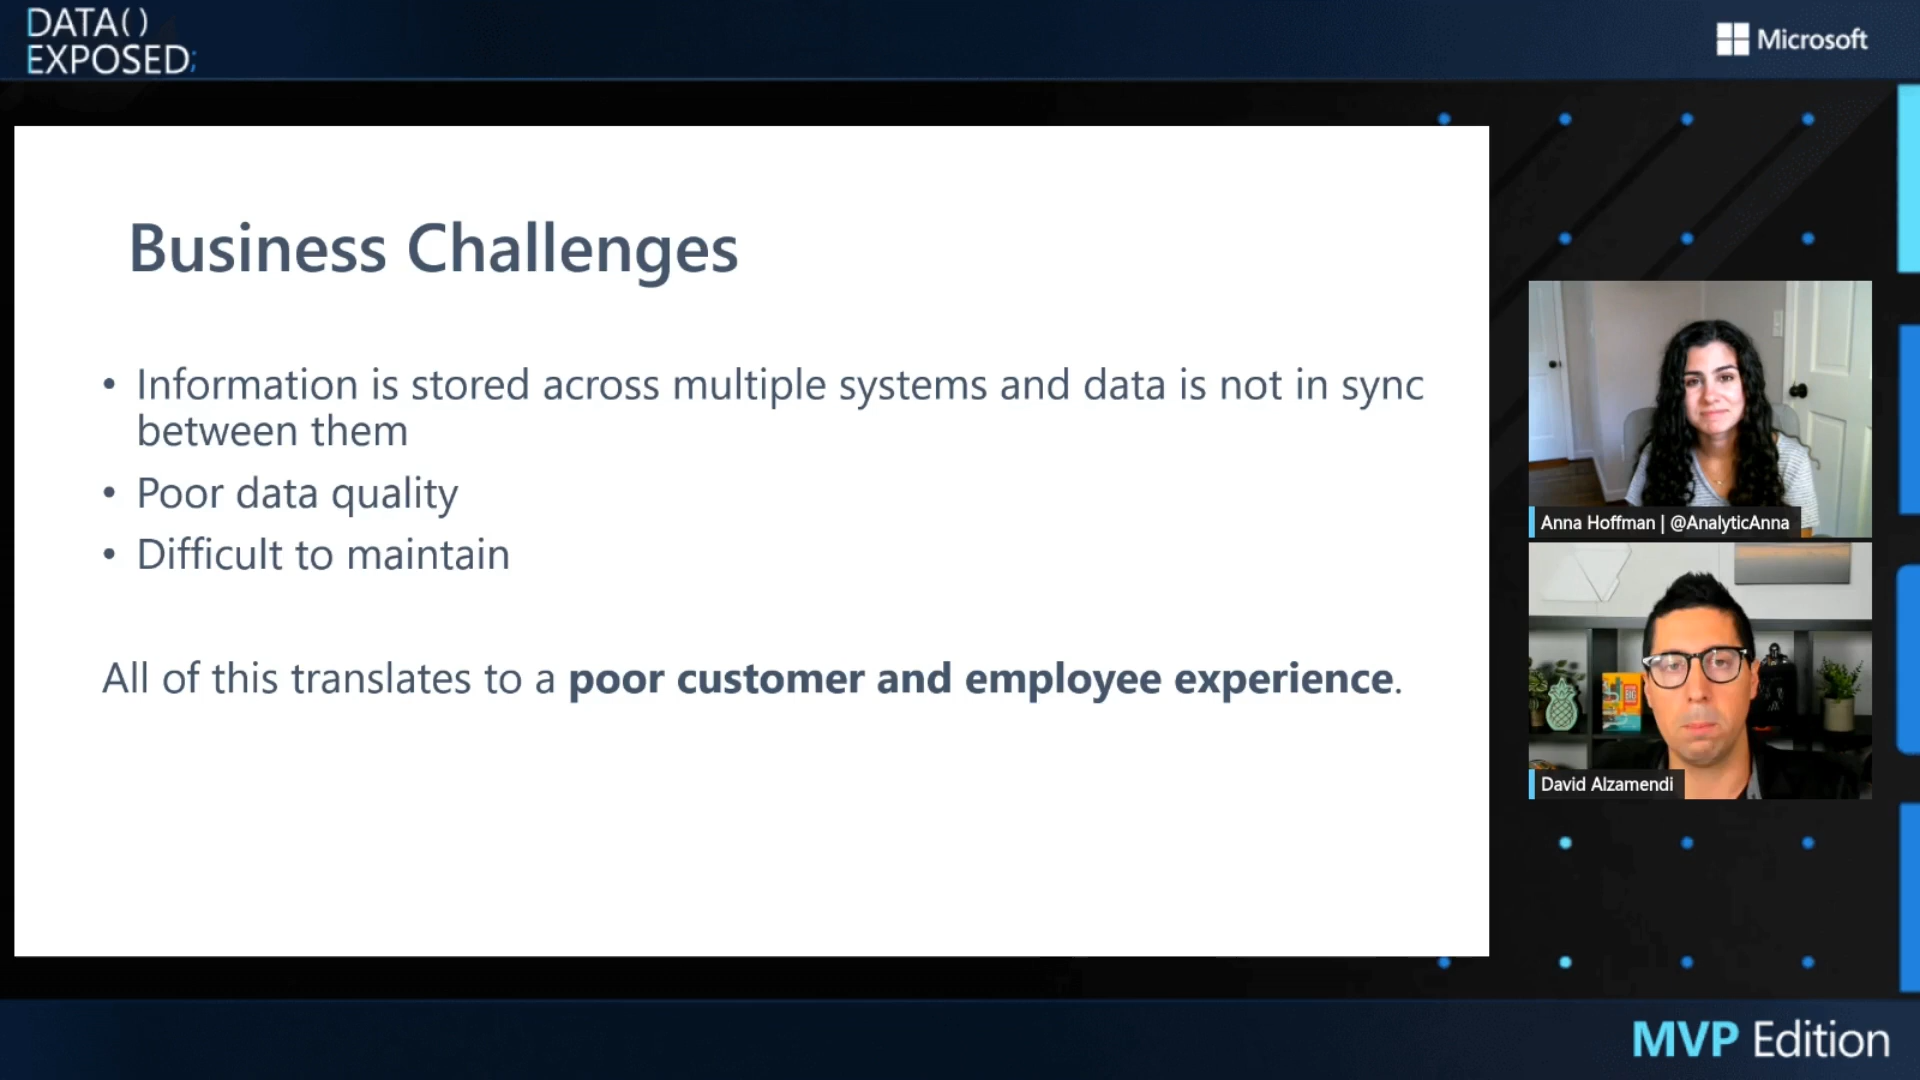 DATA()
EXPOSED;
Microsoft
Business Challenges
• Information is stored across multiple systems and data is not in sync
between them
• Poor data quality
• Difficult to maintain
All of this translates to a poor customer and employee experience.
Anna Hoffman | @AnalyticAnna
David Alzamendi
MVP Edition